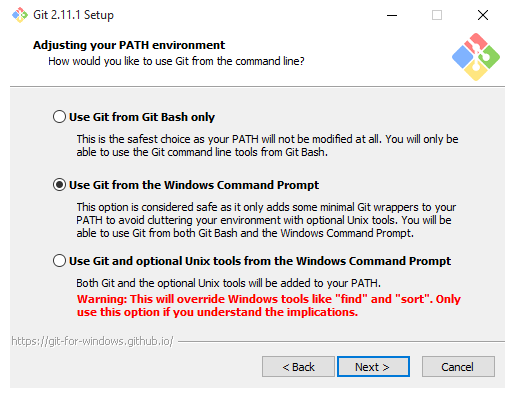 Git 2.11.1 Setup
Adjusting your PATH environment
How would you like to use Git from the command line?
Use Git from Git Bash only
This is the safest choice as your PATH will not be modified at all. You will only
be able to use the Git command line tools from Git Bash.
Use Git from the Windows Command Prompt
This option is considered safe as it only adds some minimal Git wrappers to your
PATH to avoid cluttering your environment with optional Unix tools. You will be
able to use Git from both Git Bash and the Windows Command Prompt.
Use Git and optional Unix tools from the Windows Command Prompt
Both Git and the optional Unix tools will be added to your PATH.
Warning: This will override Windows tools like "find" and "sort". Only
use this option if you understand the implications.
https://git-for-windows.github.io/
< Back
Next >
Cancel